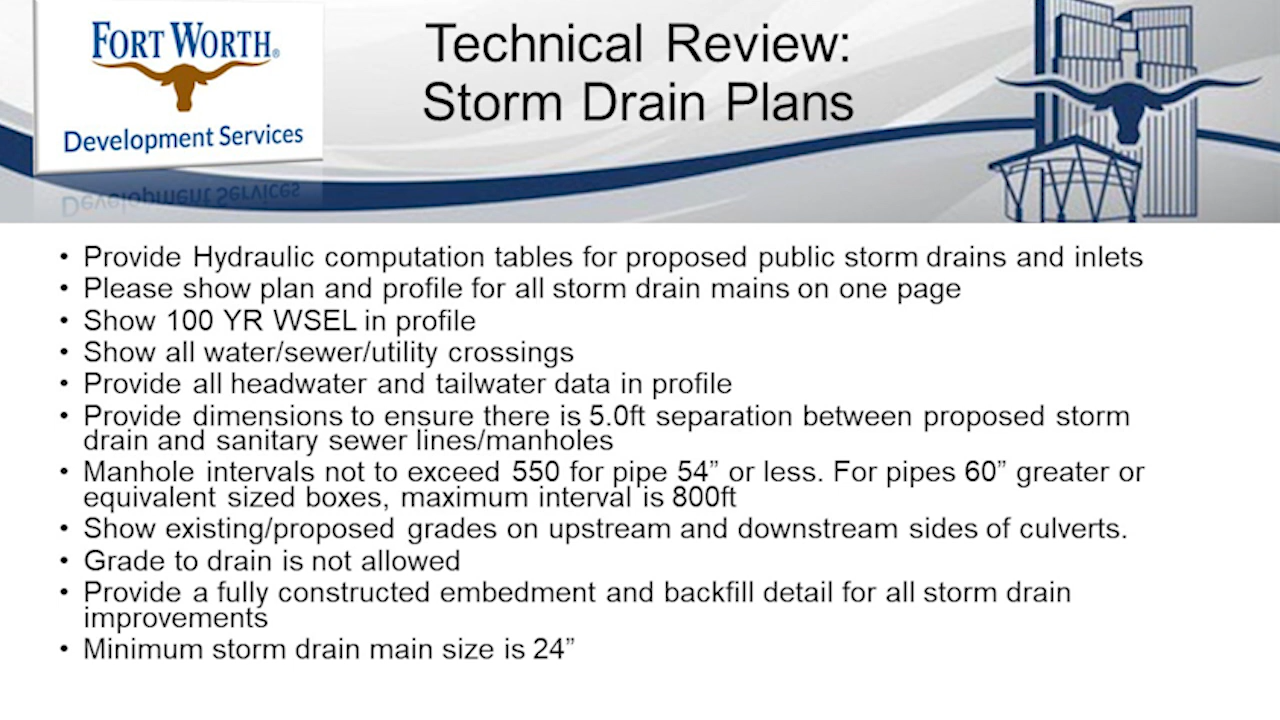 FORT WORTH®
Development Services
Technical Review:
Storm Drain Plans
Development Services
• Provide Hydraulic computation tables for proposed public storm drains and inlets
• Please show plan and profile for all storm drain mains on one page
• Show 100 YR WSEL in profile
• Show all water/sewer/utility crossings
• Provide all headwater and tailwater data in profile
• Provide dimensions to ensure there is 5.0ft separation between proposed storm
drain and sanitary sewer lines/manholes
• Manhole intervals not to exceed 550 for pipe 54” or less. For pipes 60” greater or
equivalent sized boxes, maximum interval is 800ft
• Show existing/proposed grades on upstream and downstream sides of culverts.
• Grade to drain is not allowed
• Provide a fully constructed embedment and backfill detail for all storm drain
improvements
• Minimum storm drain main size is 24”